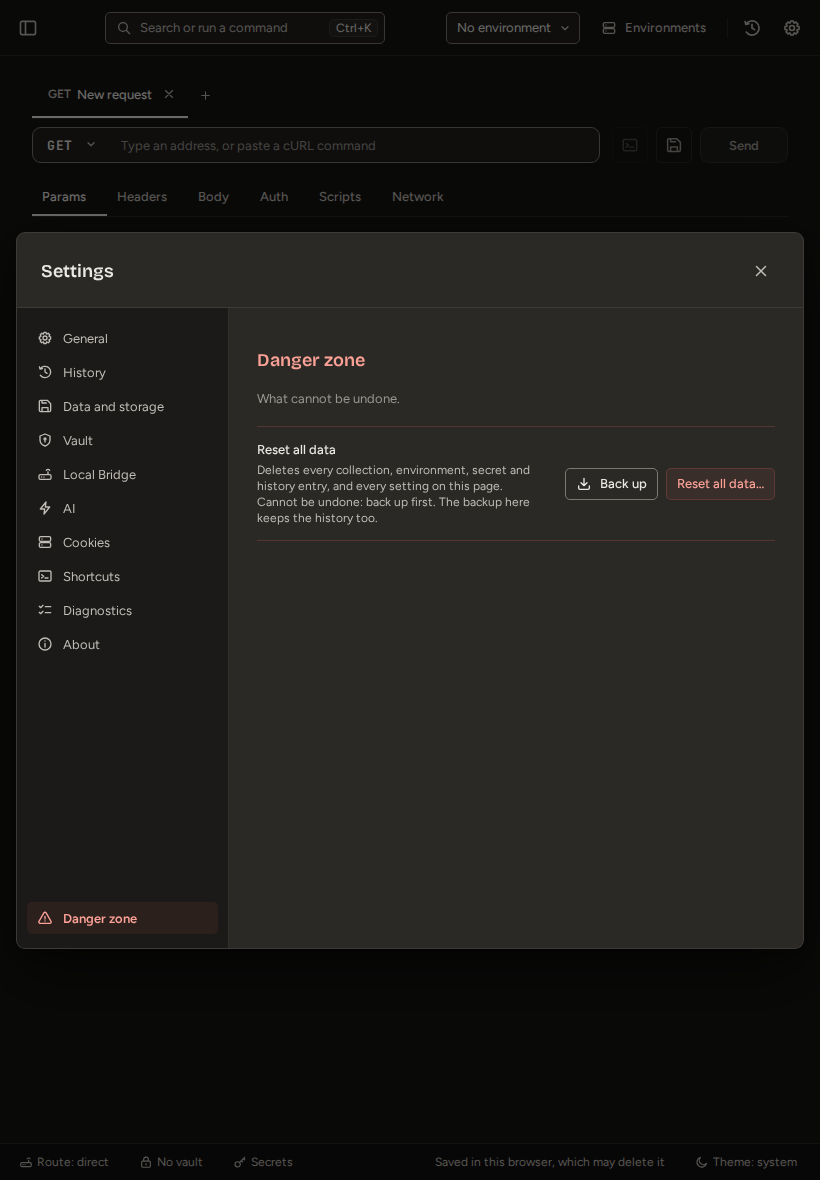 Search or run a command Ctrl+K No environment Environments
GET New request
GET Type an address, or paste a cURL command Send
Params Headers Body Auth Scripts Network
Settings
General
History
Data and storage
Vault
Local Bridge
AI
Cookies
Shortcuts
Diagnostics
About
Danger zone
Danger zone
What cannot be undone.
Reset all data
Deletes every collection, environment, secret and
history entry, and every setting on this page.
Cannot be undone: back up first. The backup here
keeps the history too.
Back up Reset all data...
Route: direct No vault Secrets Saved in this browser, which may delete it Theme: system